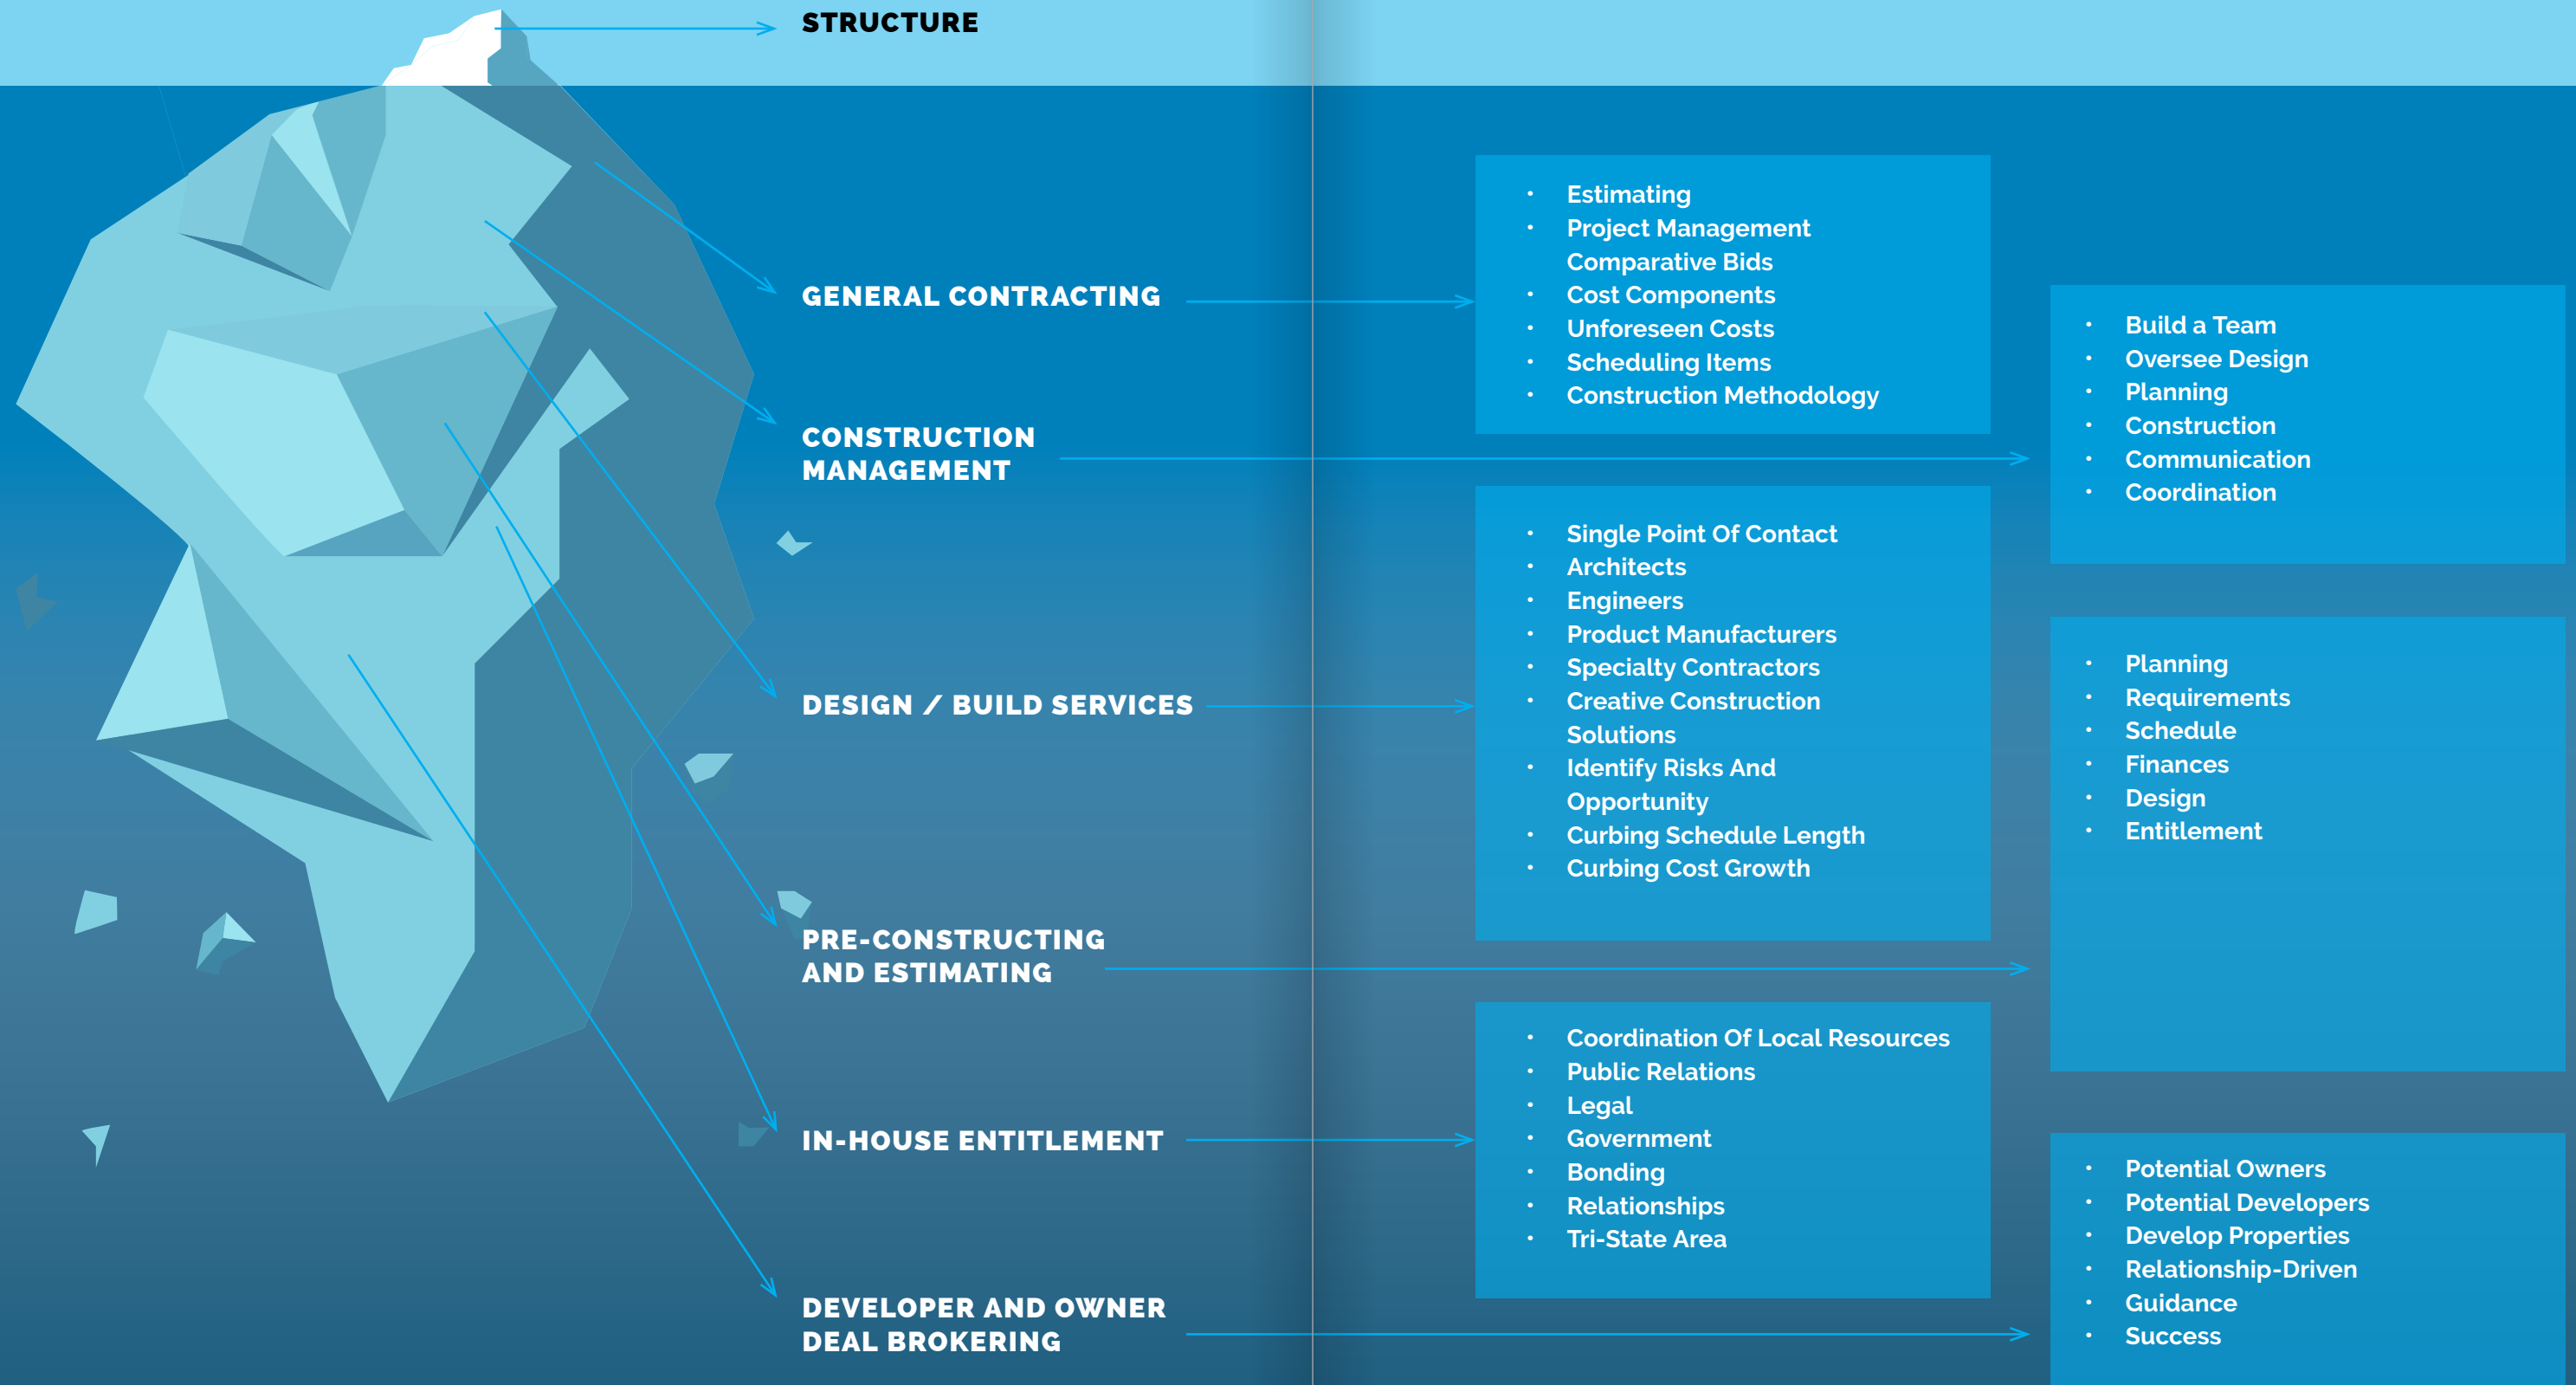 STRUCTURE
GENERAL CONTRACTING
CONSTRUCTION
MANAGEMENT
DESIGN / BUILD SERVICES
PRE-CONSTRUCTING
AND ESTIMATING
IN-HOUSE ENTITLEMENT
DEVELOPER AND OWNER
DEAL BROKERING
• Estimating
• Project Management
Comparative Bids
• Cost Components
• Unforeseen Costs
• Scheduling Items
• Construction Methodology
• Build a Team
• Oversee Design
• Planning
• Construction
• Communication
• Coordination
• Single Point Of Contact
• Architects
• Engineers
• Product Manufacturers
• Specialty Contractors
• Creative Construction
Solutions
• Identify Risks And
Opportunity
• Curbing Schedule Length
• Curbing Cost Growth
• Planning
• Requirements
• Schedule
• Finances
• Design
• Entitlement
• Coordination Of Local Resources
• Public Relations
• Legal
• Government
• Bonding
• Relationships
• Tri-State Area
• Potential Owners
• Potential Developers
• Develop Properties
• Relationship-Driven
• Guidance
• Success